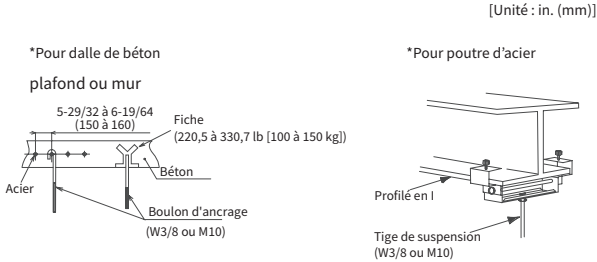 [Unité : in. (mm)]
*Pour dalle de béton
plafond ou mur
5-29/32 à 6-19/64
(150 à 160)
Fiche
(220,5 à 330,7 lb [100 à 150 kg])
Béton
Acier
Boulon d'ancrage
(W3/8 ou M10)
*Pour poutre d’acier
Profilé en I
Tige de suspension
(W3/8 ou M10)